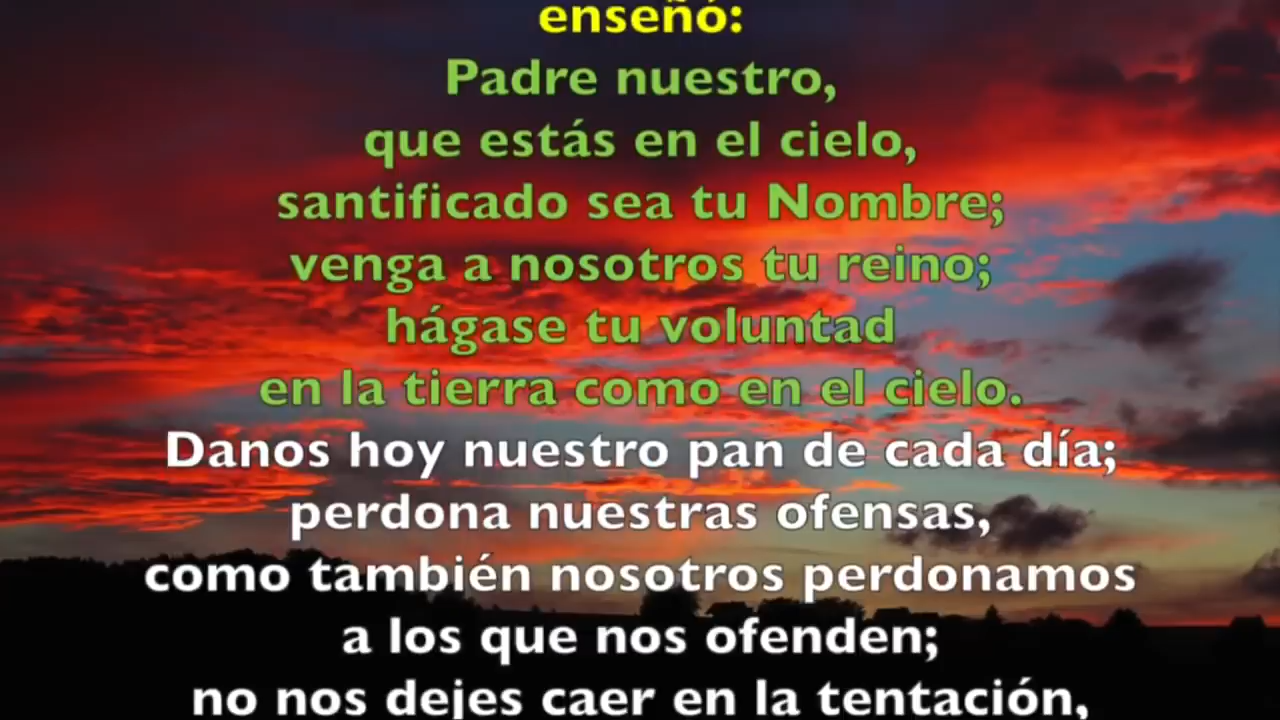 enseñó:
Padre nuestro,
que estás en el cielo,
santificado sea tu Nombre;
venga a nosotros tu reino;
hágase tu voluntad
en la tierra como en el cielo.
Danos hoy nuestro pan de cada día;
perdona nuestras ofensas,
como también nosotros perdonamos
a los que nos ofenden;
no nos dejes caer en la tentación,